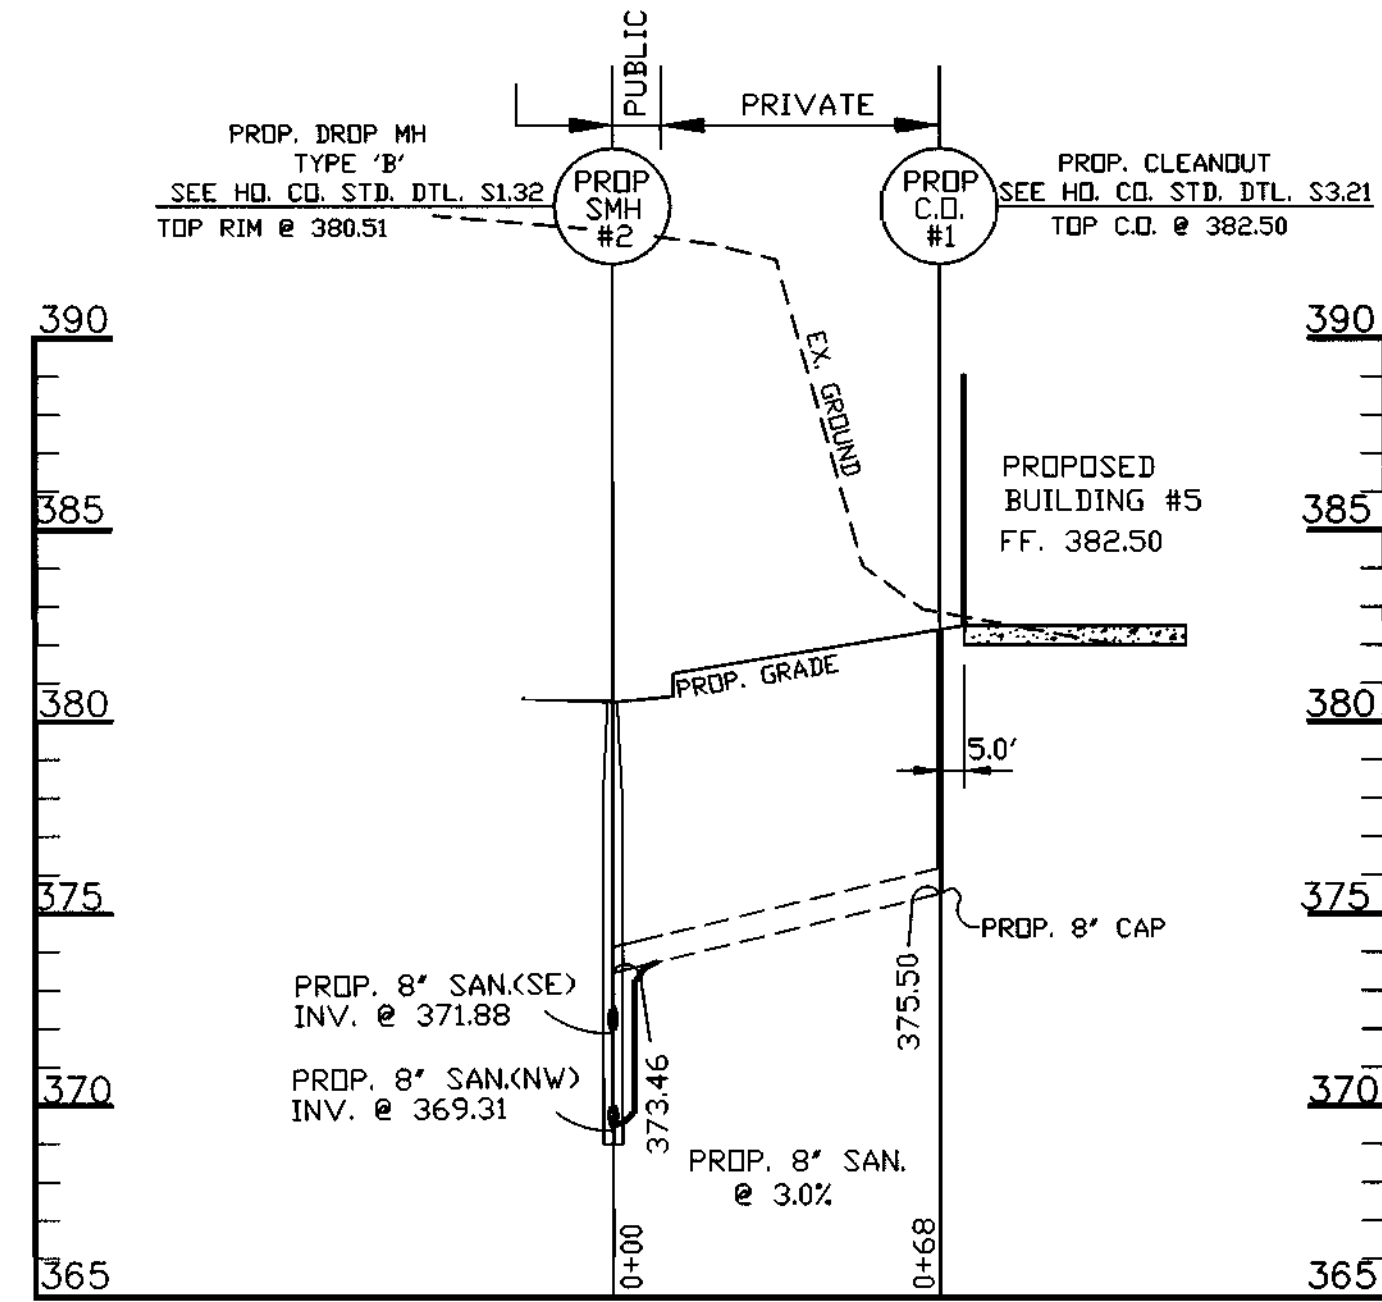 PUBLIC
PRIVATE
PROP. DROP MH
TYPE 'B'
SEE HO. CO. STD. DTL. S1.32
TOP RIM @ 380.51
PROP
SMH
#2
PROP
C.O.
#1
PROP. CLEANOUT
SEE HO. CO. STD. DTL. S3.21
TOP C.O. @ 382.50
390
390
EX. GROUND
PROPOSED
BUILDING #5
FF. 382.50
385
385
PROP. GRADE
380
380
5.0'
375
375
PROP. 8" CAP
375.50
PROP. 8" SAN.(SE)
INV. @ 371.88
373.46
PROP. 8" SAN.(NW)
INV. @ 369.31
370
370
PROP. 8" SAN.
@ 3.0%
0+00
0+68
365
365